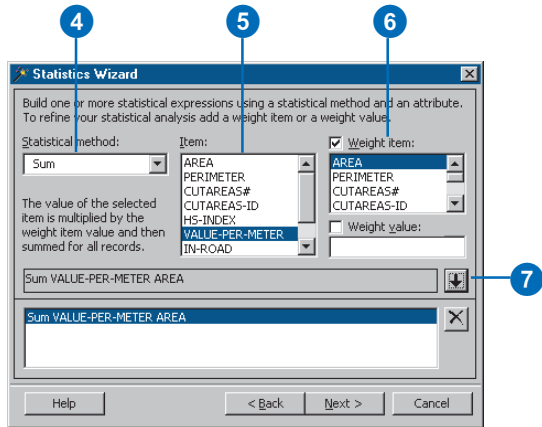 4 5 6
Statistics Wizard
Build one or more statistical expressions using a statistical method and an attribute.
To refine your statistical analysis add a weight item or a weight value.
Statistical method:
Sum
The value of the selected
item is multiplied by the
weight item value and then
summed for all records.
Item:
AREA
PERIMETER
CUTAREAS#
CUTAREAS-ID
HS-INDEX
VALUE-PER-METER
IN-ROAD
Weight item:
AREA
PERIMETER
CUTAREAS#
CUTAREAS-ID
Weight value:
Sum VALUE-PER-METER AREA
7
Sum VALUE-PER-METER AREA
Help < Back Next > Cancel